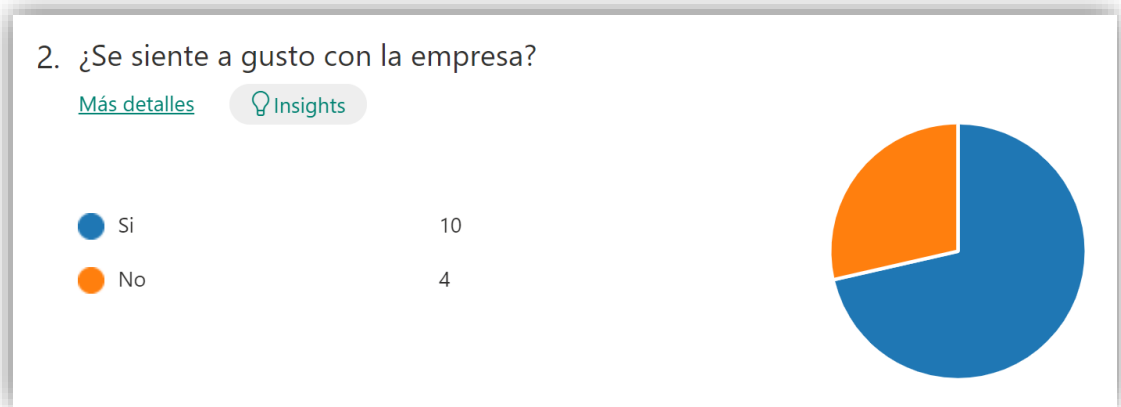 2. ¿Se siente a gusto con la empresa?
Más detalles Insights
Si 10
No 4